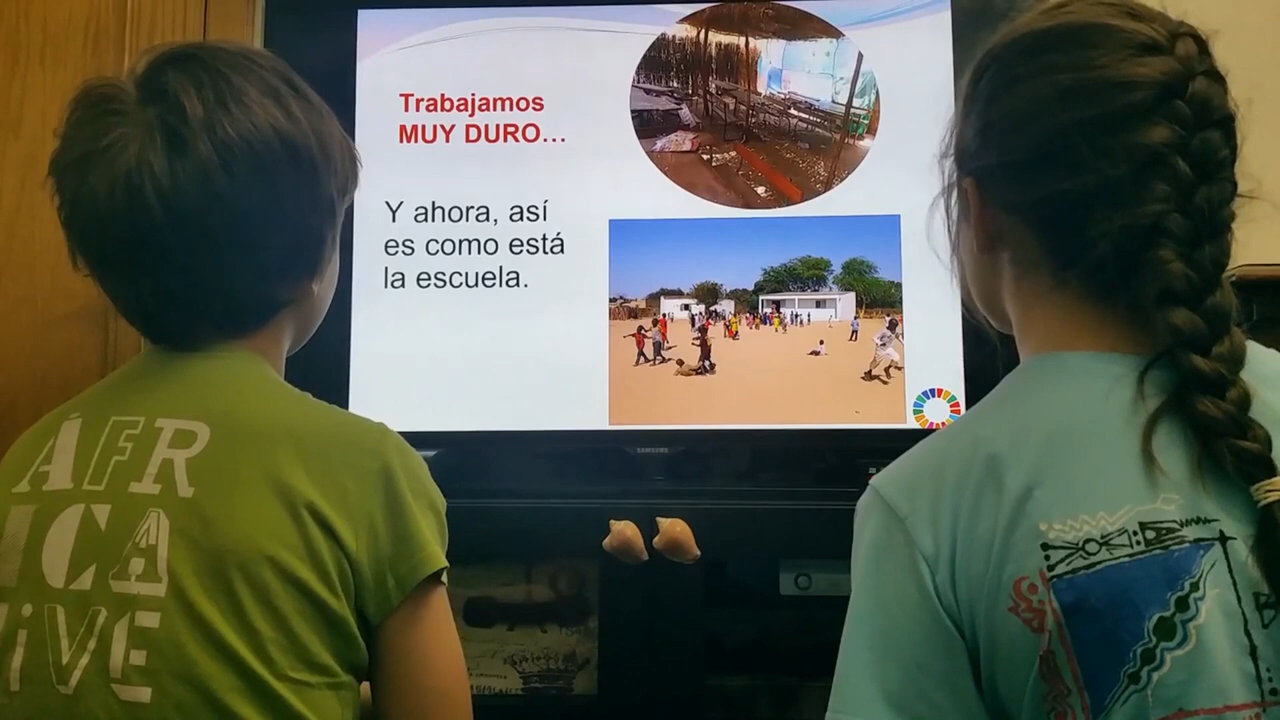 Trabajamos
MUY DURO...
Y ahora, así
es como está
la escuela.
SAMSUNG
ÁFR
ICA
ViVE